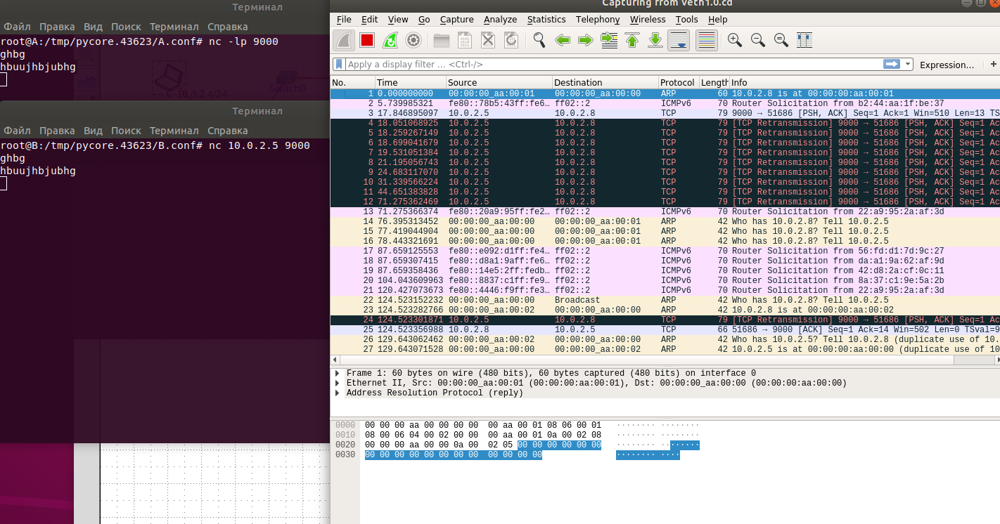 Терминал
Файл Правка Вид Поиск Терминал Справка
root@A:/tmp/pycore.43623/A.conf# nc -lp 9000
ghbg
hbuujhbjubhg
10.0.2.4/24
SwitchB
Терминал
Файл Правка Вид Поиск Терминал Справка
root@B:/tmp/pycore.43623/B.conf# nc 10.0.2.5 9000
ghbg
hbuujhbjubhg
Capturing from veth1.0.cd
File Edit View Go Capture Analyze Statistics Telephony Wireless Tools Help
Apply a display filter ... <Ctrl-/> Expression… +
No. Time Source Destination Protocol Length Info
1 0.000000000 00:00:00_aa:00:01 00:00:00_aa:00:00 ARP 60 10.0.2.8 is at 00:00:00:aa:00:01
2 5.739985321 fe80::78b5:43ff:fe6… ff02::2 ICMPv6 70 Router Solicitation from b2:44:aa:1f:be:37
3 17.846895097 10.0.2.5 10.0.2.8 TCP 79 9000 → 51686 [PSH, ACK] Seq=1 Ack=1 Win=510 Len=13 TS
4 18.051068925 10.0.2.5 10.0.2.8 TCP 79 [TCP Retransmission] 9000 → 51686 [PSH, ACK] Seq=1 Ac
5 18.259267149 10.0.2.5 10.0.2.8 TCP 79 [TCP Retransmission] 9000 → 51686 [PSH, ACK] Seq=1 Ac
6 18.699041679 10.0.2.5 10.0.2.8 TCP 79 [TCP Retransmission] 9000 → 51686 [PSH, ACK] Seq=1 Ac
7 19.531051384 10.0.2.5 10.0.2.8 TCP 79 [TCP Retransmission] 9000 → 51686 [PSH, ACK] Seq=1 Ac
8 21.195056743 10.0.2.5 10.0.2.8 TCP 79 [TCP Retransmission] 9000 → 51686 [PSH, ACK] Seq=1 Ac
9 24.683117070 10.0.2.5 10.0.2.8 TCP 79 [TCP Retransmission] 9000 → 51686 [PSH, ACK] Seq=1 Ac
10 31.339566224 10.0.2.5 10.0.2.8 TCP 79 [TCP Retransmission] 9000 → 51686 [PSH, ACK] Seq=1 Ac
11 44.651383828 10.0.2.5 10.0.2.8 TCP 79 [TCP Retransmission] 9000 → 51686 [PSH, ACK] Seq=1 Ac
12 71.275362469 10.0.2.5 10.0.2.8 TCP 79 [TCP Retransmission] 9000 → 51686 [PSH, ACK] Seq=1 Ac
13 71.275366374 fe80::20a9:95ff:fe2… ff02::2 ICMPv6 70 Router Solicitation from 22:a9:95:2a:af:3d
14 76.395313452 00:00:00_aa:00:00 00:00:00_aa:00:01 ARP 42 Who has 10.0.2.8? Tell 10.0.2.5
15 77.419044904 00:00:00_aa:00:00 00:00:00_aa:00:01 ARP 42 Who has 10.0.2.8? Tell 10.0.2.5
16 78.443321691 00:00:00_aa:00:00 00:00:00_aa:00:01 ARP 42 Who has 10.0.2.8? Tell 10.0.2.5
17 87.659125553 fe80::e092:d1ff:fe4… ff02::2 ICMPv6 70 Router Solicitation from 56:fd:d1:7d:9c:27
18 87.659307415 fe80::d8a1:9aff:fe6… ff02::2 ICMPv6 70 Router Solicitation from da:a1:9a:62:af:9d
19 87.659358436 fe80::14e5:2ff:fedb… ff02::2 ICMPv6 70 Router Solicitation from 42:d8:2a:cf:0c:11
20 104.043609963 fe80::8837:c1ff:fe9… ff02::2 ICMPv6 70 Router Solicitation from 8a:37:c1:9e:5a:2b
21 120.427073673 fe80::4446:f9ff:fe3… ff02::2 ICMPv6 70 Router Solicitation from 22:a9:95:2a:af:3d
22 124.523152232 00:00:00_aa:00:00 Broadcast ARP 42 Who has 10.0.2.8? Tell 10.0.2.5
23 124.523282766 00:00:00_aa:00:02 00:00:00_aa:00:00 ARP 42 10.0.2.8 is at 00:00:00:aa:00:02
24 124.523301871 10.0.2.5 10.0.2.8 TCP 79 [TCP Retransmission] 9000 → 51686 [PSH, ACK] Seq=1 Ac
25 124.523356988 10.0.2.8 10.0.2.5 TCP 66 51686 → 9000 [ACK] Seq=1 Ack=14 Win=502 Len=0 TSval=9
26 129.643062462 00:00:00_aa:00:02 00:00:00_aa:00:00 ARP 42 Who has 10.0.2.5? Tell 10.0.2.8 (duplicate use of 10.
27 129.643071528 00:00:00_aa:00:00 00:00:00_aa:00:02 ARP 42 10.0.2.5 is at 00:00:00:aa:00:00 (duplicate use of 10
Frame 1: 60 bytes on wire (480 bits), 60 bytes captured (480 bits) on interface 0
Ethernet II, Src: 00:00:00_aa:00:01 (00:00:00:aa:00:01), Dst: 00:00:00_aa:00:00 (00:00:00:aa:00:00)
Address Resolution Protocol (reply)
0000 00 00 00 aa 00 00 00 00 00 aa 00 01 08 06 00 01 ········ ········
0010 08 00 06 04 00 02 00 00 00 aa 00 01 0a 00 02 08 ········ ········
0020 00 00 00 aa 00 00 0a 00 02 05 00 00 00 00 00 00 ········ ········
0030 00 00 00 00 00 00 00 00 00 00 00 00 ········ ····